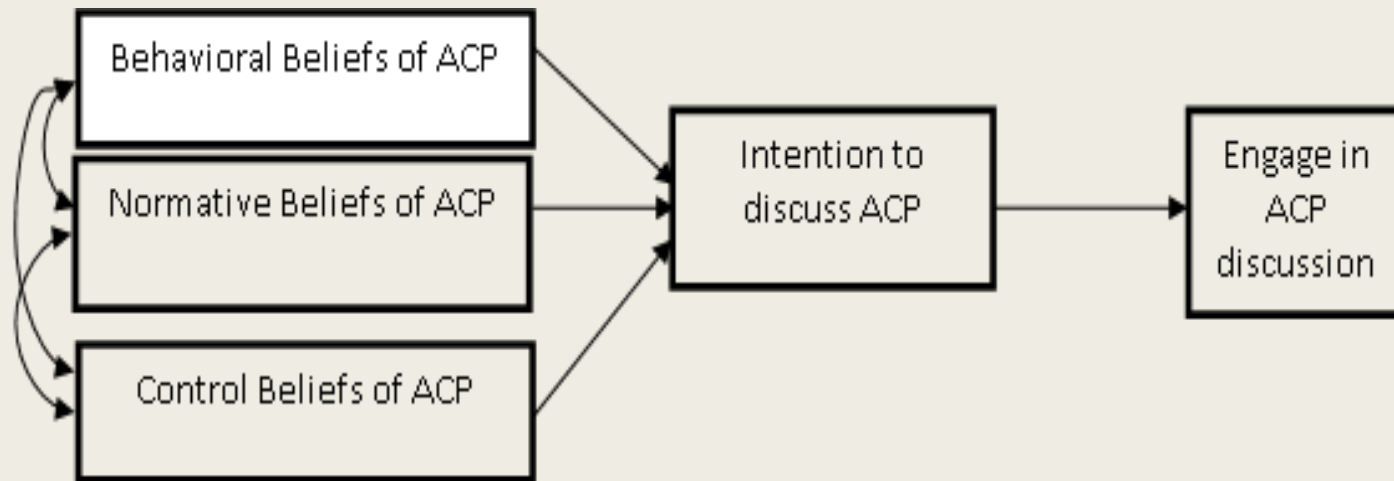 Behavioral Beliefs of ACP
Normative Beliefs of ACP
Control Beliefs of ACP
Intention to
discuss ACP
Engage in
ACP
discussion